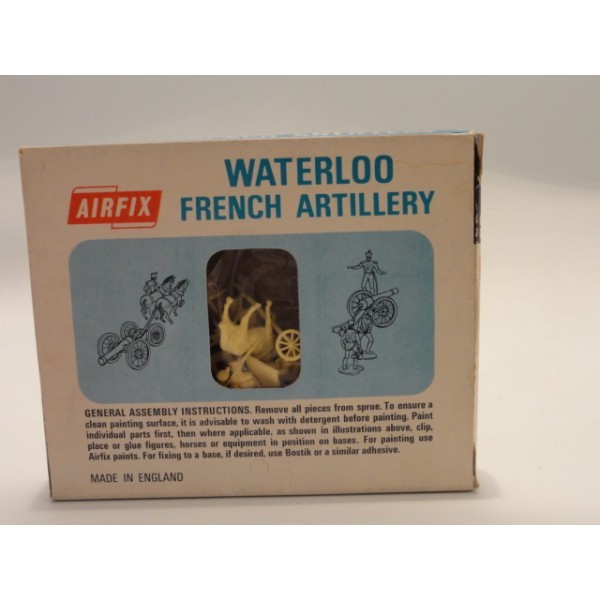 WATERLOO
AIRFIX
FRENCH ARTILLERY
GENERAL ASSEMBLY INSTRUCTIONS. Remove all pieces from sprue. To ensure a
clean painting surface, it is advisable to wash with detergent before painting. Paint
individual parts first, then where applicable, as shown in illustrations above, clip,
place or glue figures, horses or equipment in position on bases. For painting use
Airfix paints. For fixing to a base, if desired, use Bostik or a similar adhesive.
MADE IN ENGLAND